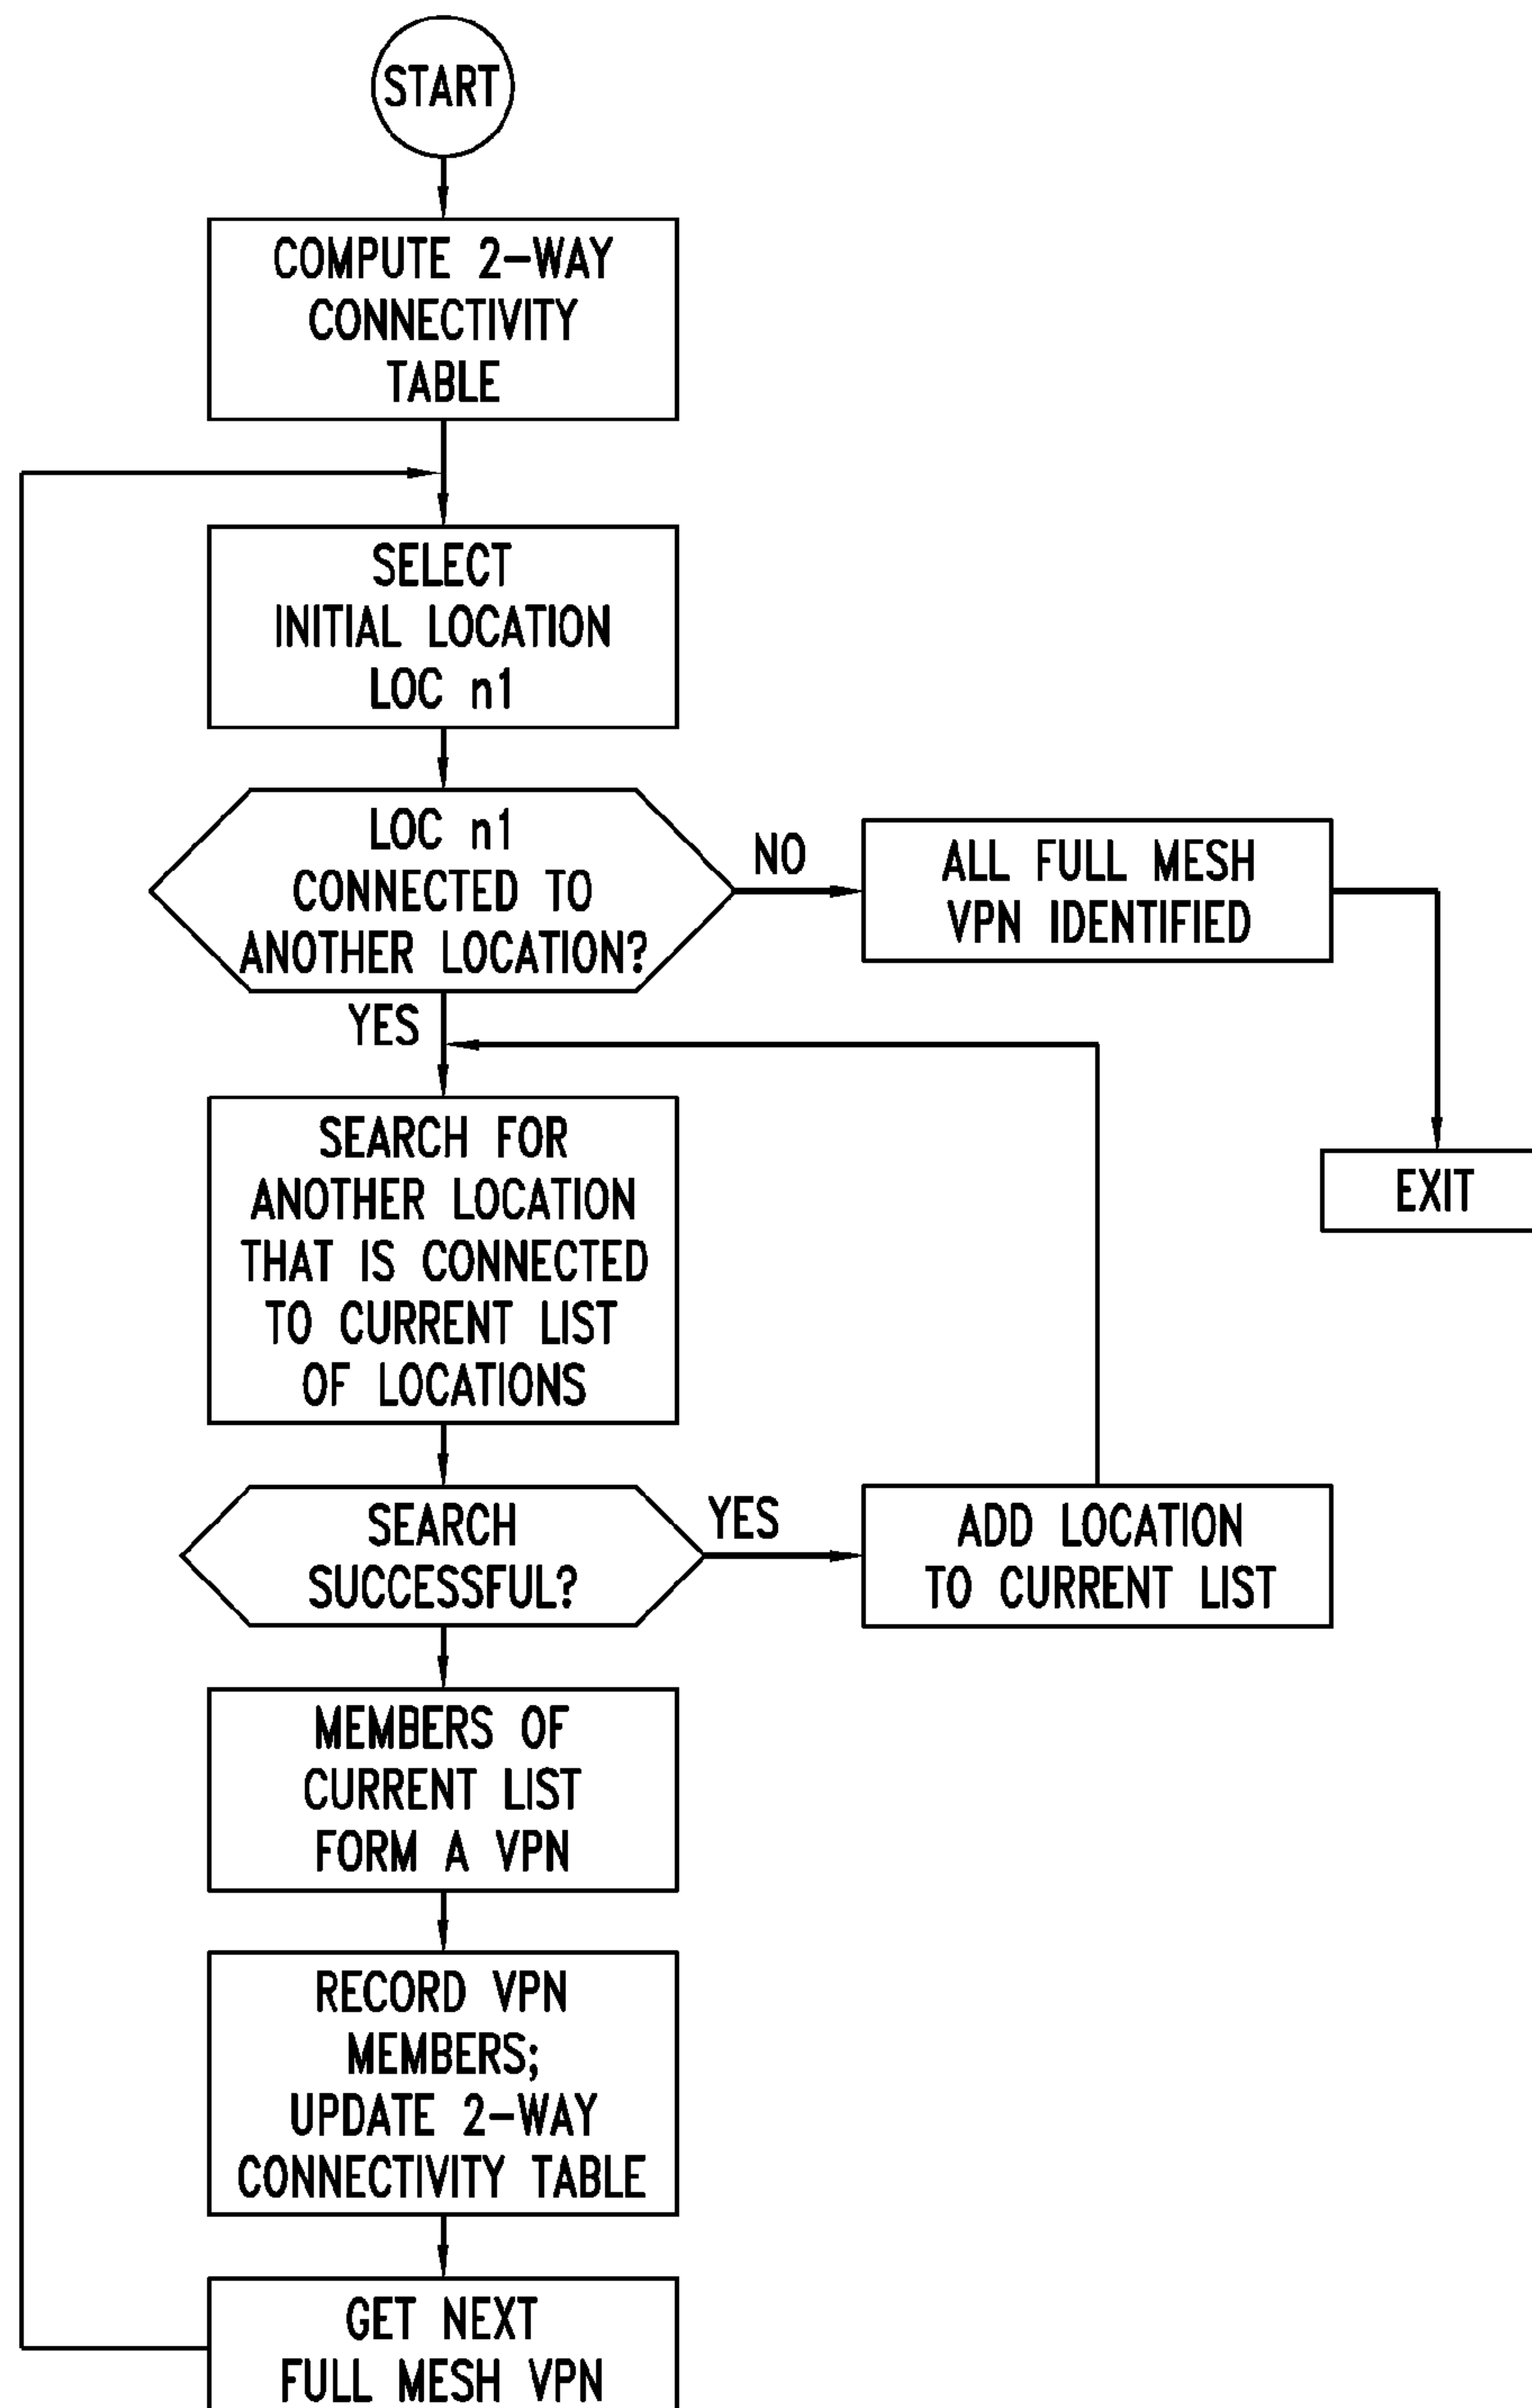 START
COMPUTE 2-WAY
CONNECTIVITY
TABLE
SELECT
INITIAL LOCATION
LOC n1
LOC n1
CONNECTED TO
ANOTHER LOCATION?
NO
ALL FULL MESH
VPN IDENTIFIED
YES
SEARCH FOR
ANOTHER LOCATION
THAT IS CONNECTED
TO CURRENT LIST
OF LOCATIONS
EXIT
SEARCH
SUCCESSFUL?
YES
ADD LOCATION
TO CURRENT LIST
MEMBERS OF
CURRENT LIST
FORM A VPN
RECORD VPN
MEMBERS;
UPDATE 2-WAY
CONNECTIVITY TABLE
GET NEXT
FULL MESH VPN